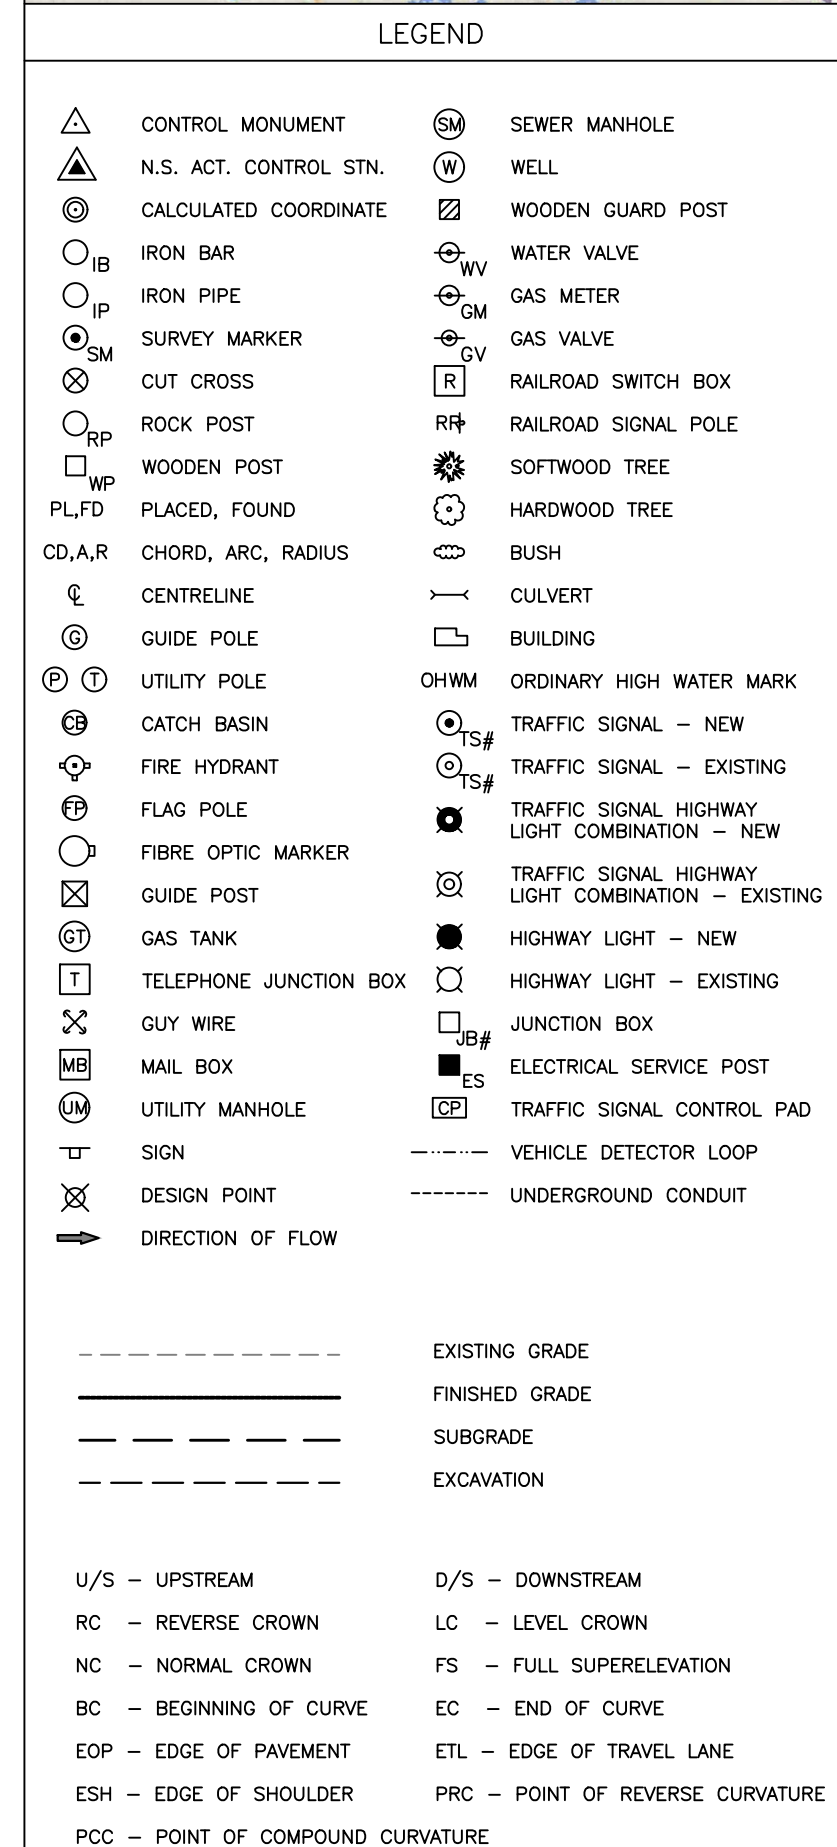 LEGEND
CONTROL MONUMENT
N.S. ACT. CONTROL STN.
CALCULATED COORDINATE
IB IRON BAR
IP IRON PIPE
SM SURVEY MARKER
CUT CROSS
RP ROCK POST
WP WOODEN POST
PL,FD PLACED, FOUND
CD,A,R CHORD, ARC, RADIUS
℄ CENTRELINE
G GUIDE POLE
P T UTILITY POLE
CB CATCH BASIN
FIRE HYDRANT
FP FLAG POLE
FIBRE OPTIC MARKER
GUIDE POST
GT GAS TANK
T TELEPHONE JUNCTION BOX
GUY WIRE
MB MAIL BOX
UM UTILITY MANHOLE
SIGN
DESIGN POINT
DIRECTION OF FLOW
SM SEWER MANHOLE
W WELL
WOODEN GUARD POST
WV WATER VALVE
GM GAS METER
GV GAS VALVE
R RAILROAD SWITCH BOX
RR RAILROAD SIGNAL POLE
SOFTWOOD TREE
HARDWOOD TREE
BUSH
CULVERT
BUILDING
OHWM ORDINARY HIGH WATER MARK
TS# TRAFFIC SIGNAL – NEW
TS# TRAFFIC SIGNAL – EXISTING
TRAFFIC SIGNAL HIGHWAY
LIGHT COMBINATION – NEW
TRAFFIC SIGNAL HIGHWAY
LIGHT COMBINATION – EXISTING
HIGHWAY LIGHT – NEW
HIGHWAY LIGHT – EXISTING
JB# JUNCTION BOX
ES ELECTRICAL SERVICE POST
CP TRAFFIC SIGNAL CONTROL PAD
VEHICLE DETECTOR LOOP
UNDERGROUND CONDUIT
EXISTING GRADE
FINISHED GRADE
SUBGRADE
EXCAVATION
U/S – UPSTREAM
RC – REVERSE CROWN
NC – NORMAL CROWN
BC – BEGINNING OF CURVE
EOP – EDGE OF PAVEMENT
ESH – EDGE OF SHOULDER
PCC – POINT OF COMPOUND CURVATURE
D/S – DOWNSTREAM
LC – LEVEL CROWN
FS – FULL SUPERELEVATION
EC – END OF CURVE
ETL – EDGE OF TRAVEL LANE
PRC – POINT OF REVERSE CURVATURE